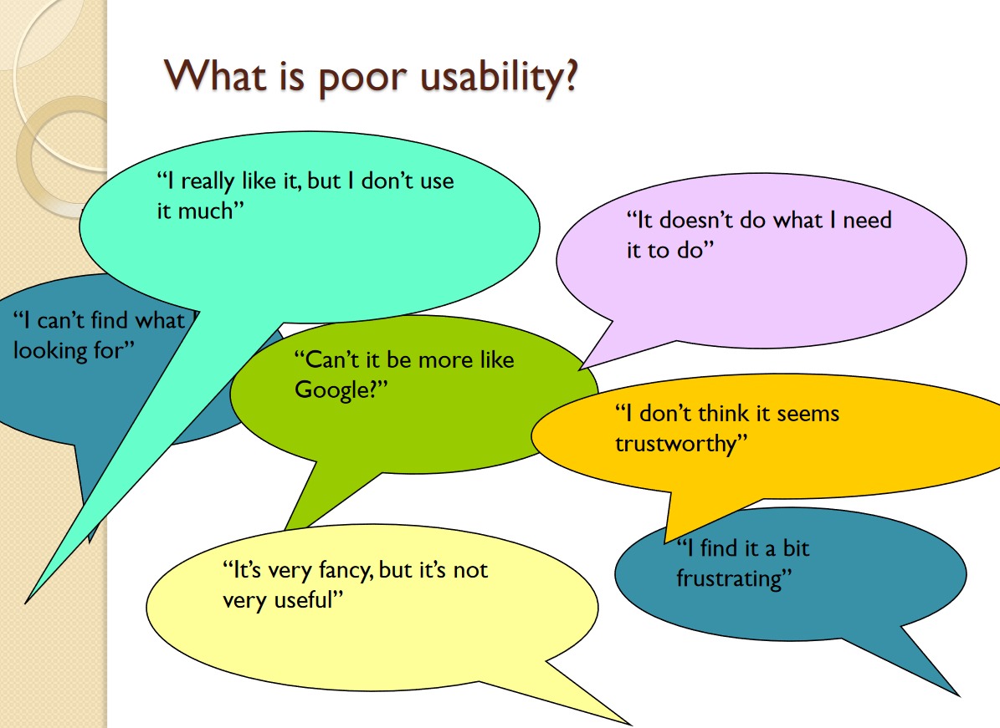 What is poor usability?
“I really like it, but I don’t use
it much”
“It doesn’t do what I need
it to do”
“I can’t find what
looking for”
“Can’t it be more like
Google?”
“I don’t think it seems
trustworthy”
“I find it a bit
frustrating”
“It’s very fancy, but it’s not
very useful”